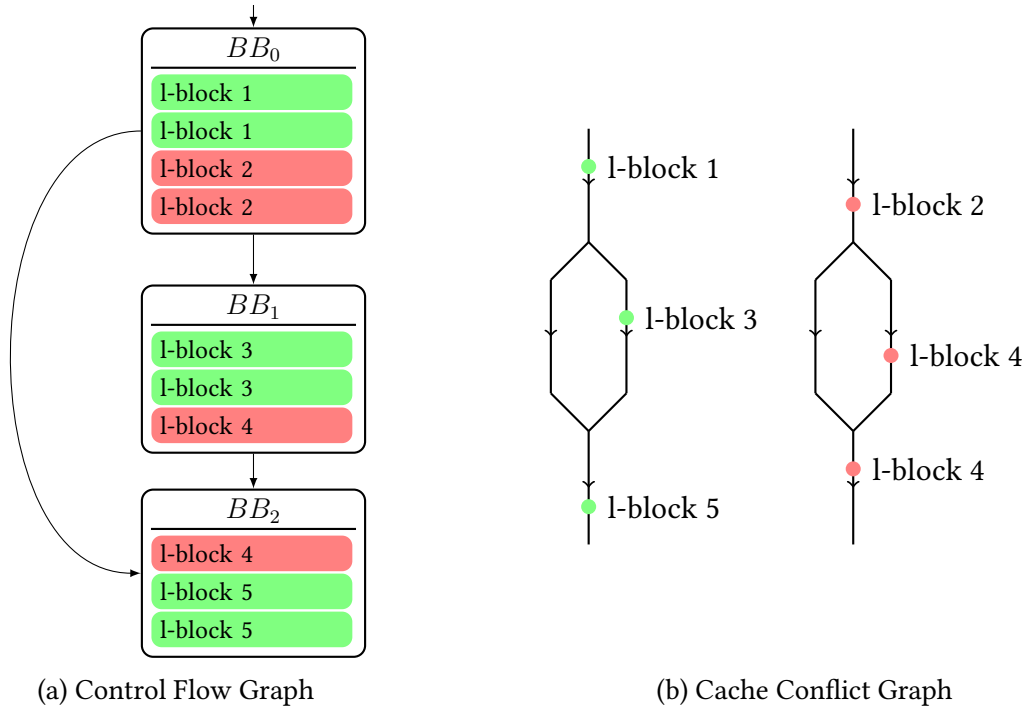 BB₀
l-block 1
l-block 1
l-block 2
l-block 2
BB₁
l-block 3
l-block 3
l-block 4
BB₂
l-block 4
l-block 5
l-block 5
(a) Control Flow Graph
l-block 1
l-block 3
l-block 5
l-block 2
l-block 4
l-block 4
(b) Cache Conflict Graph